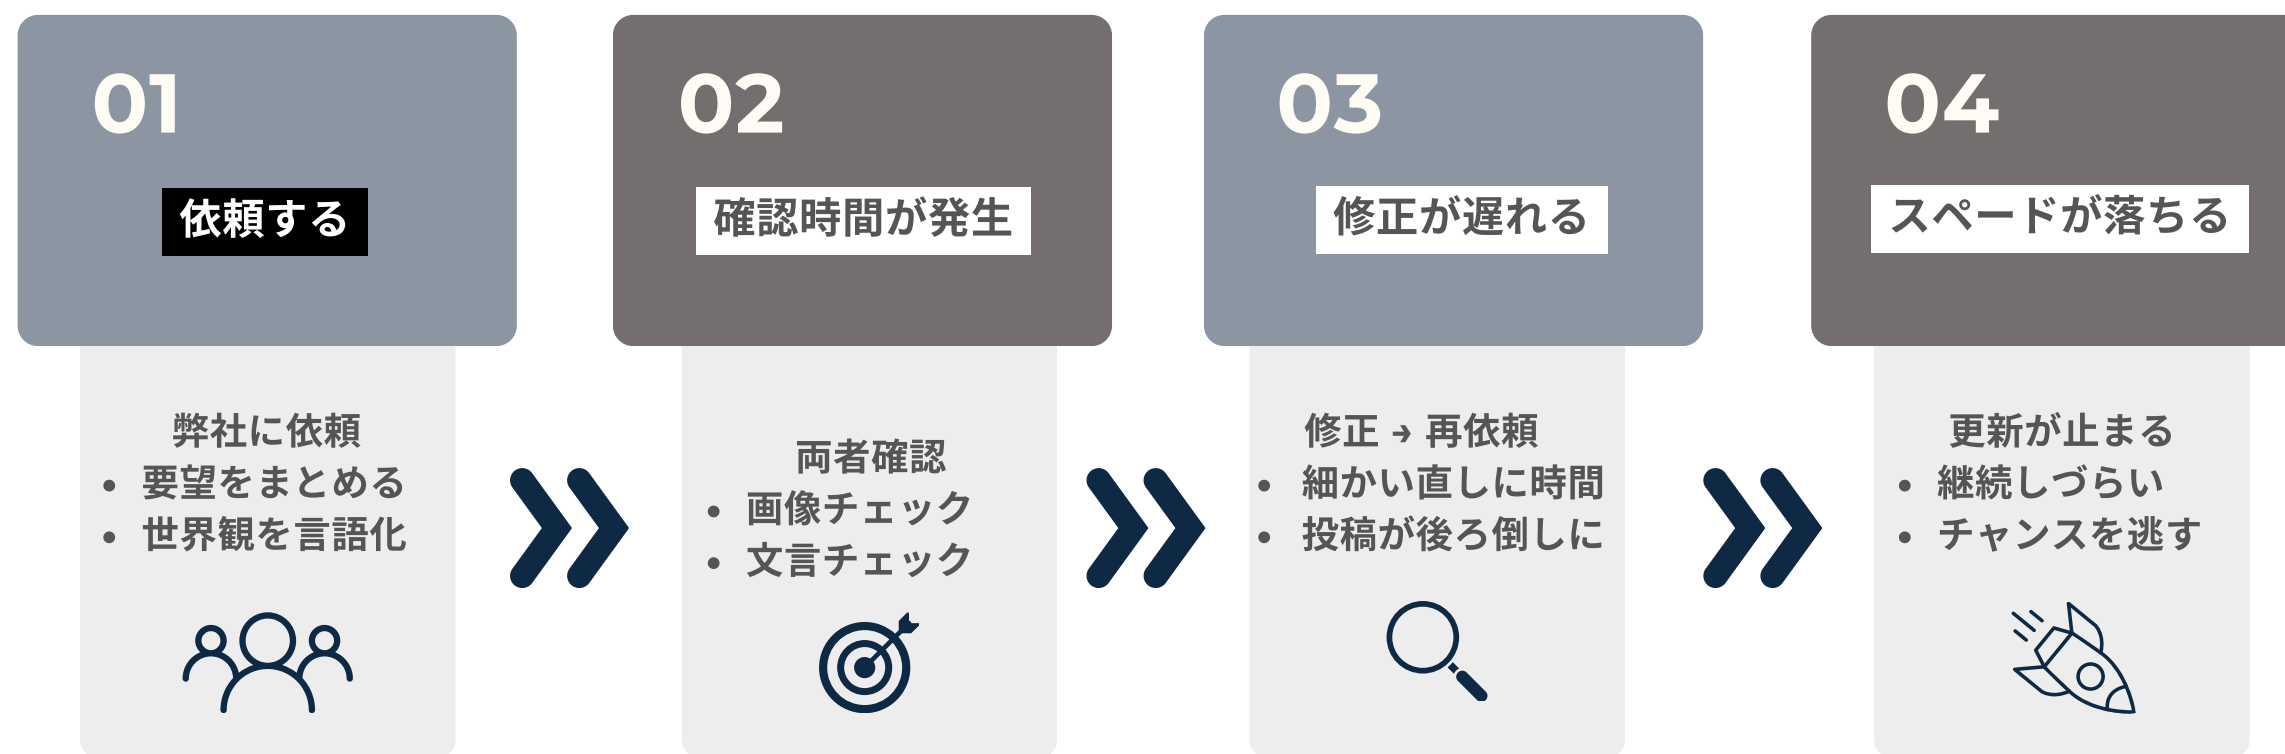 01
依頼する
弊社に依頼
• 要望をまとめる
• 世界観を言語化
02
確認時間が発生
両者確認
• 画像チェック
• 文言チェック
03
修正が遅れる
修正 → 再依頼
• 細かい直しに時間
• 投稿が後ろ倒しに
04
スペードが落ちる
更新が止まる
• 継続しづらい
• チャンスを逃す